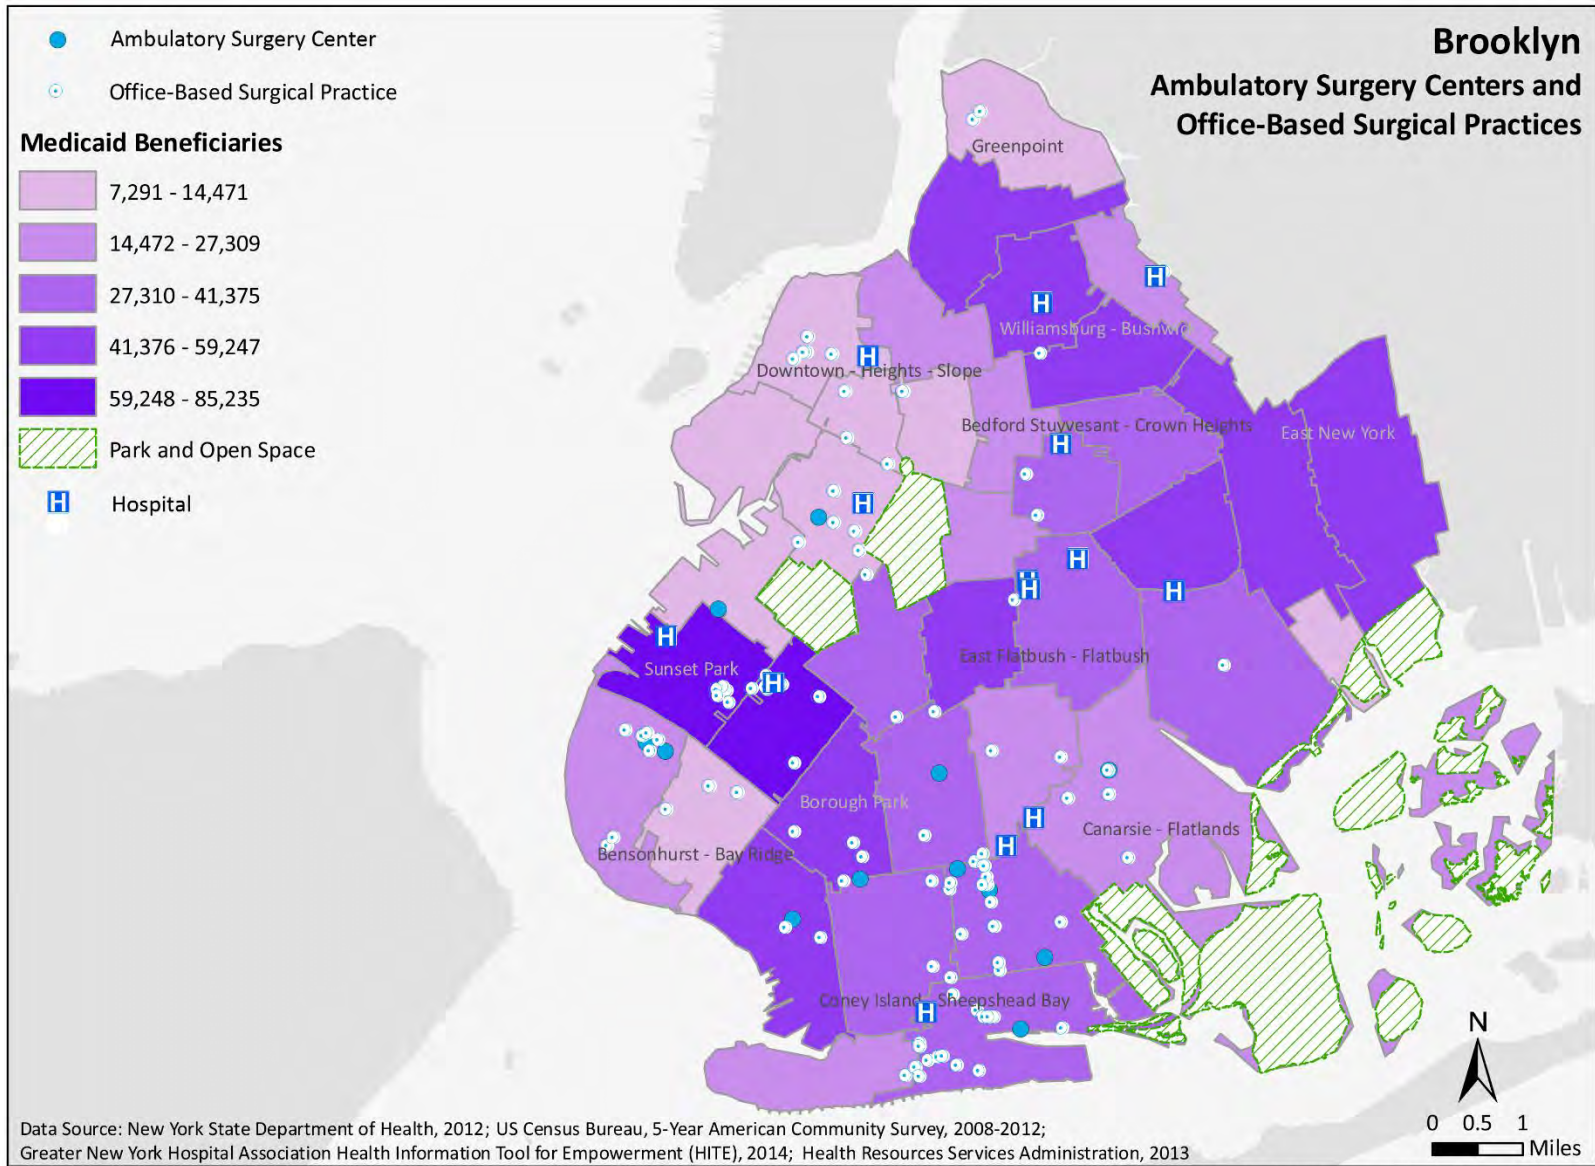 Ambulatory Surgery Center
Office-Based Surgical Practice
Medicaid Beneficiaries
7,291 - 14,471
14,472 - 27,309
27,310 - 41,375
41,376 - 59,247
59,248 - 85,235
Park and Open Space
H Hospital
Brooklyn
Ambulatory Surgery Centers and
Office-Based Surgical Practices
Greenpoint
H
H
Williamsburg - Bushwic
H
Downtown - Heights - Slope
Bedford Stuyvesant - Crown Heights
East New York
H
H
H
H
H
H
H
Sunset Park
East Flatbush - Flatbush
H
Borough Park
H
Canarsie - Flatlands
H
Bensonhurst - Bay Ridge
Coney Island - Sheepshead Bay
H
N
0 0.5 1
Miles
Data Source: New York State Department of Health, 2012; US Census Bureau, 5-Year American Community Survey, 2008-2012;
Greater New York Hospital Association Health Information Tool for Empowerment (HITE), 2014; Health Resources Services Administration, 2013